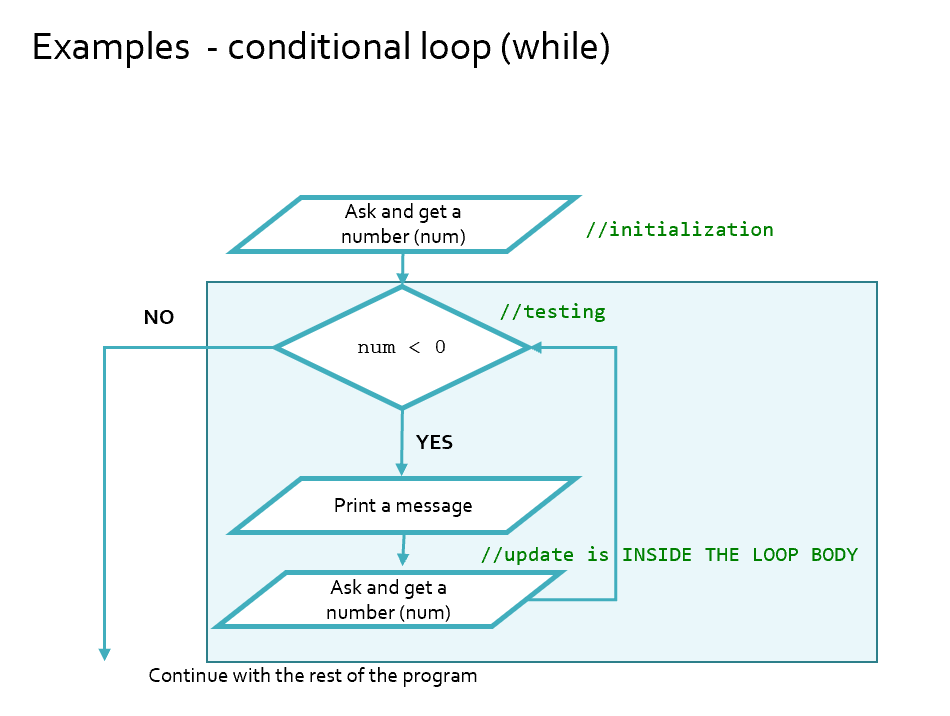 Examples - conditional loop (while)
Ask and get a
number (num)
//initialization
//testing
NO
num < 0
YES
Print a message
//update is INSIDE THE LOOP BODY
Ask and get a
number (num)
Continue with the rest of the program